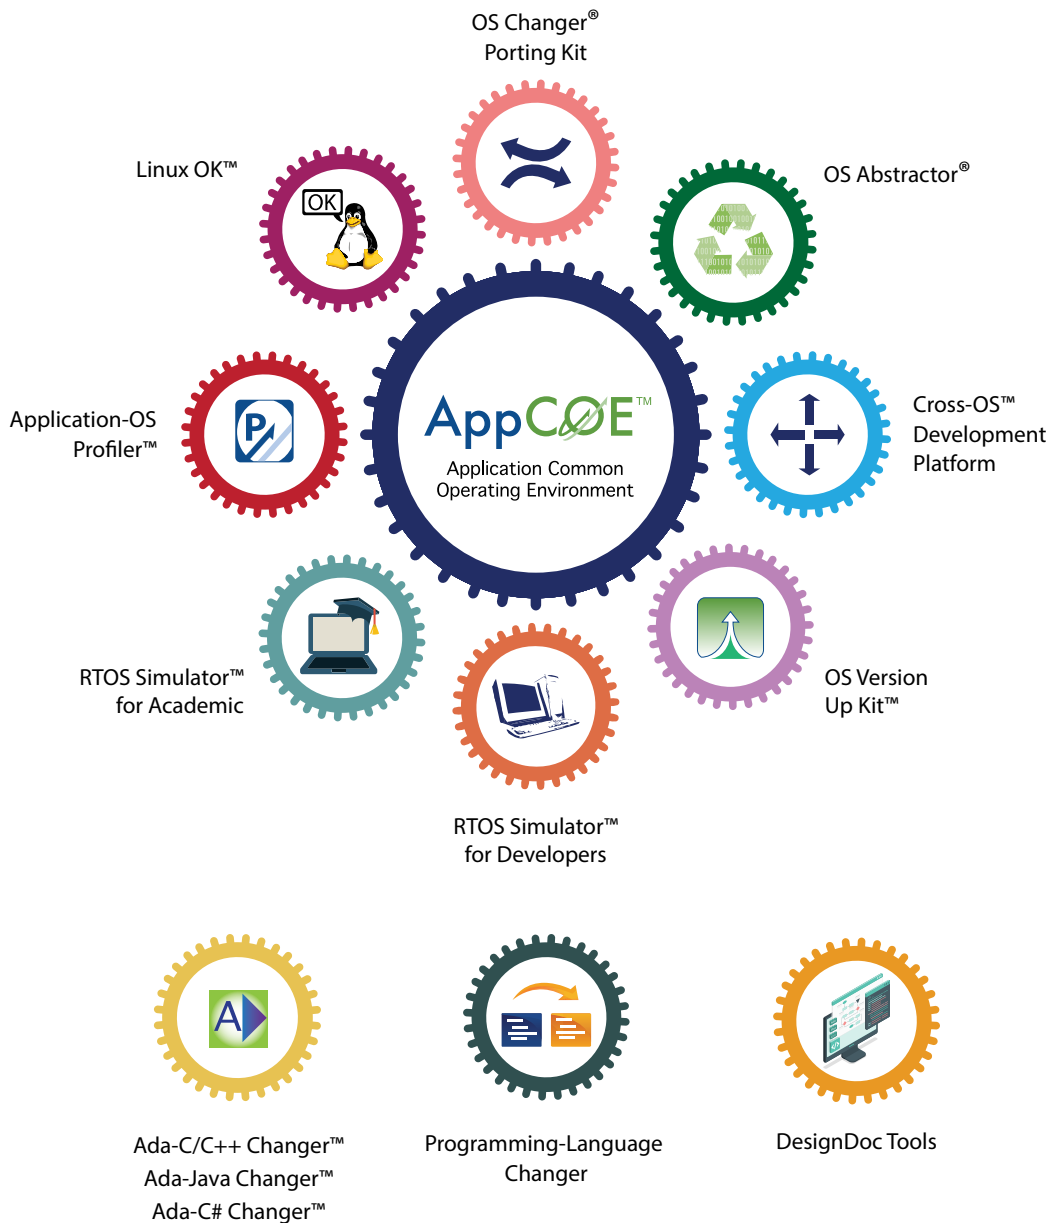 OS Changer®
Porting Kit
Linux OK™
OK
OS Abstractor®
AppCOE™
Application Common
Operating Environment
Application-OS
Profiler™
P
Cross-OS™
Development
Platform
RTOS Simulator™
for Academic
OS Version
Up Kit™
RTOS Simulator™
for Developers
A
Ada-C/C++ Changer™
Ada-Java Changer™
Ada-C# Changer™
Programming-Language
Changer
DesignDoc Tools